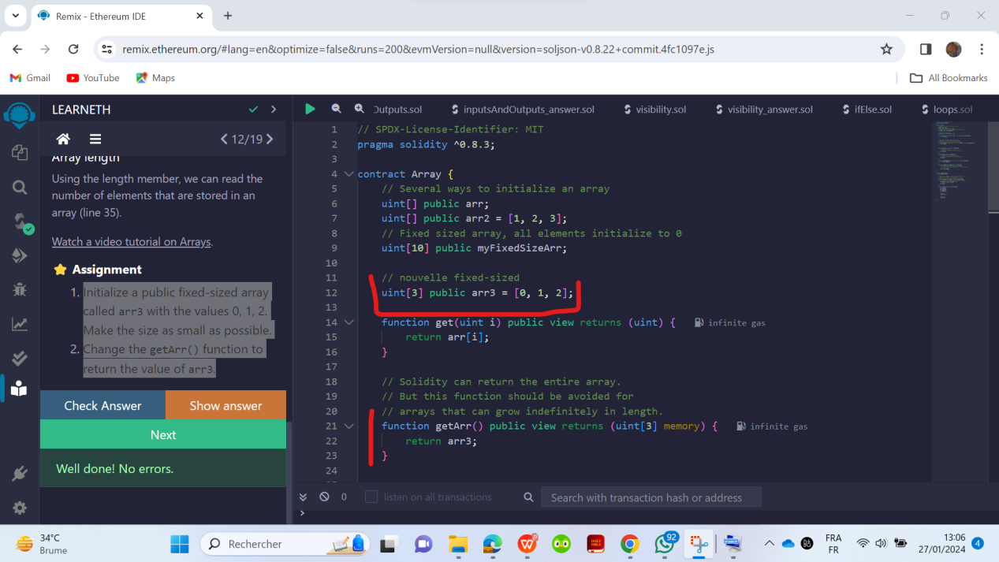 Remix - Ethereum IDE
remix.ethereum.org/#lang=en&optimize=false&runs=200&evmVersion=null&version=soljson-v0.8.22+commit.4fc1097e.js
Gmail YouTube Maps All Bookmarks
LEARNETH
12/19
Array length
Using the length member, we can read the
number of elements that are stored in an
array (line 35).
Watch a video tutorial on Arrays.
Assignment
1. Initialize a public fixed-sized array
called arr3 with the values 0, 1, 2.
Make the size as small as possible.
2. Change the getArr() function to
return the value of arr3.
Check Answer Show answer
Next
Well done! No errors.
Outputs.sol inputsAndOutputs_answer.sol visibility.sol visibility_answer.sol ifElse.sol loops.sol
1 // SPDX-License-Identifier: MIT
2 pragma solidity ^0.8.3;
3
4 contract Array {
5 // Several ways to initialize an array
6 uint[] public arr;
7 uint[] public arr2 = [1, 2, 3];
8 // Fixed sized array, all elements initialize to 0
9 uint[10] public myFixedSizeArr;
10
11 // nouvelle fixed-sized
12 uint[3] public arr3 = [0, 1, 2];
13
14 function get(uint i) public view returns (uint) { infinite gas
15 return arr[i];
16 }
17
18 // Solidity can return the entire array.
19 // But this function should be avoided for
20 // arrays that can grow indefinitely in length.
21 function getArr() public view returns (uint[3] memory) { infinite gas
22 return arr3;
23 }
24
0 listen on all transactions Search with transaction hash or address
>
34°C
Brume
Rechercher
92
FRA
FR
13:06
27/01/2024
4